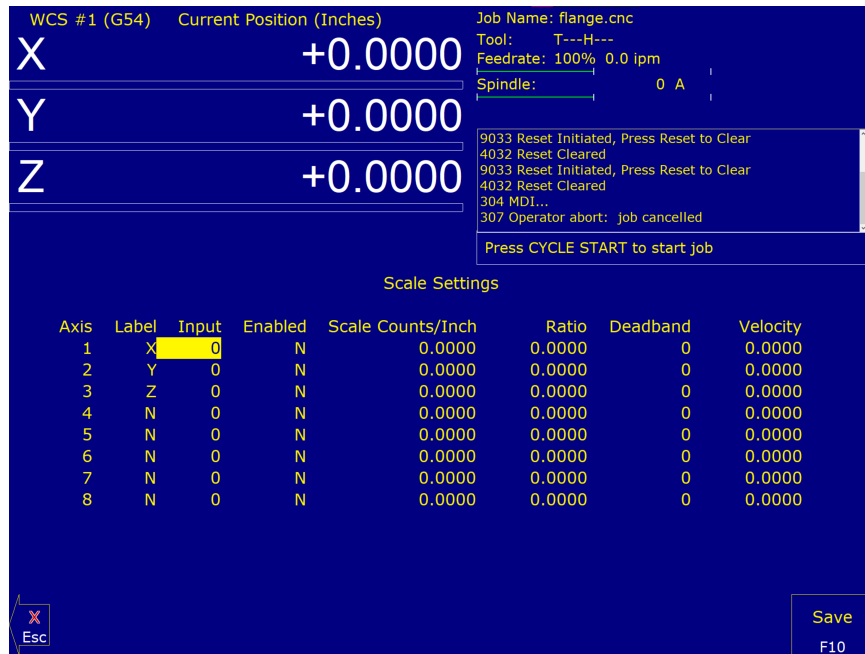 WCS #1 (G54) Current Position (Inches)
X +0.0000
Y +0.0000
Z +0.0000
Job Name: flange.cnc
Tool: T---H---
Feedrate: 100% 0.0 ipm
Spindle: 0 A
9033 Reset Initiated, Press Reset to Clear
4032 Reset Cleared
9033 Reset Initiated, Press Reset to Clear
4032 Reset Cleared
304 MDI...
307 Operator abort: job cancelled
Press CYCLE START to start job
Scale Settings
Axis Label Input Enabled Scale Counts/Inch Ratio Deadband Velocity
1 X 0 N 0.0000 0.0000 0 0.0000
2 Y 0 N 0.0000 0.0000 0 0.0000
3 Z 0 N 0.0000 0.0000 0 0.0000
4 N 0 N 0.0000 0.0000 0 0.0000
5 N 0 N 0.0000 0.0000 0 0.0000
6 N 0 N 0.0000 0.0000 0 0.0000
7 N 0 N 0.0000 0.0000 0 0.0000
8 N 0 N 0.0000 0.0000 0 0.0000
X
Esc
Save
F10